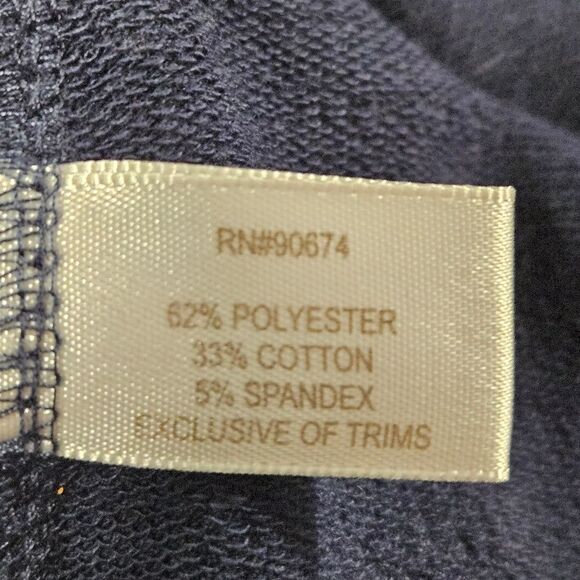 RN#90674
62% POLYESTER
33% COTTON
5% SPANDEX
EXCLUSIVE OF TRIMS